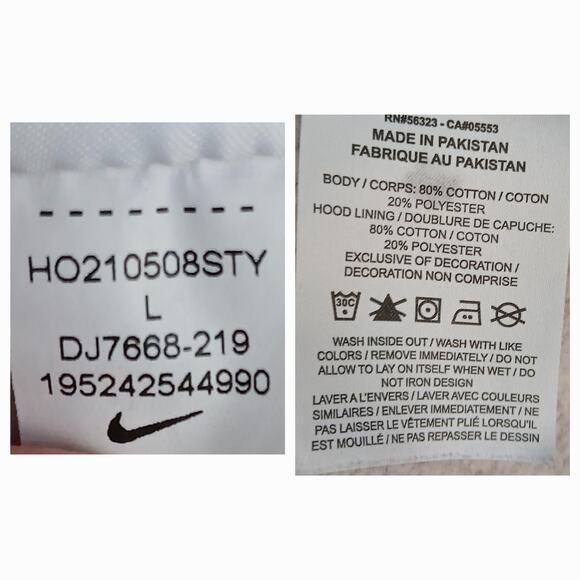 HO210508STY
L
DJ7668-219
195242544990
RN#56323 - CA#05553
MADE IN PAKISTAN
FABRIQUE AU PAKISTAN
BODY / CORPS: 80% COTTON / COTON
20% POLYESTER
HOOD LINING / DOUBLURE DE CAPUCHE:
80% COTTON / COTON
20% POLYESTER
EXCLUSIVE OF DECORATION /
DECORATION NON COMPRISE
30C
WASH INSIDE OUT / WASH WITH LIKE
COLORS / REMOVE IMMEDIATELY / DO NOT
ALLOW TO LAY ON ITSELF WHEN WET / DO
NOT IRON DESIGN
LAVER A L'ENVERS / LAVER AVEC COULEURS
SIMILAIRES / ENLEVER IMMEDIATEMENT / NE
PAS LAISSER LE VÊTEMENT PLIÉ LORSQU'IL
EST MOUILLÉ / NE PAS REPASSER LE DESSIN